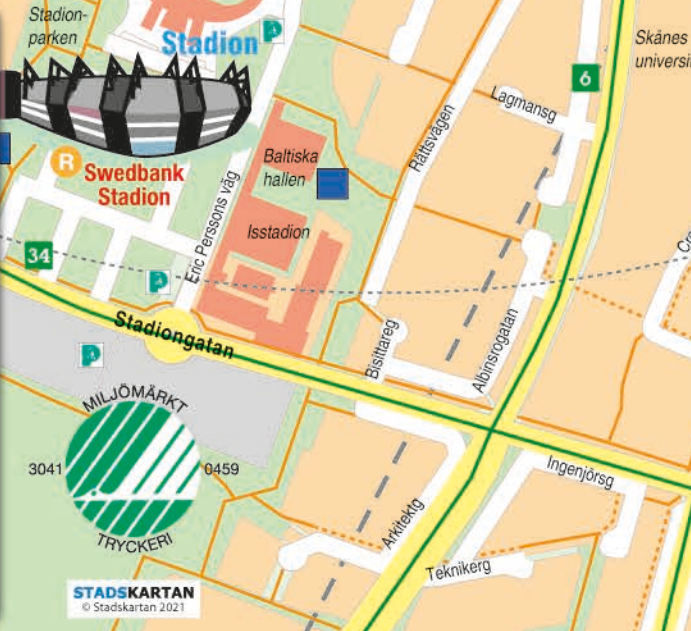 Stadion-
parken
Stadion
P
Skånes
universi
6
Lagmansg
Rättsvägen
R
Swedbank
Stadion
Baltiska
hallen
Isstadion
Eric Perssons väg
34
P
Stadiongatan
P
Bisittareg
Albinsrogatan
MILJÖMÄRKT
3041
0459
TRYCKERI
Ingenjörsg
Arkitektg
Teknikerg
STADSKARTAN
© Stadskartan 2021